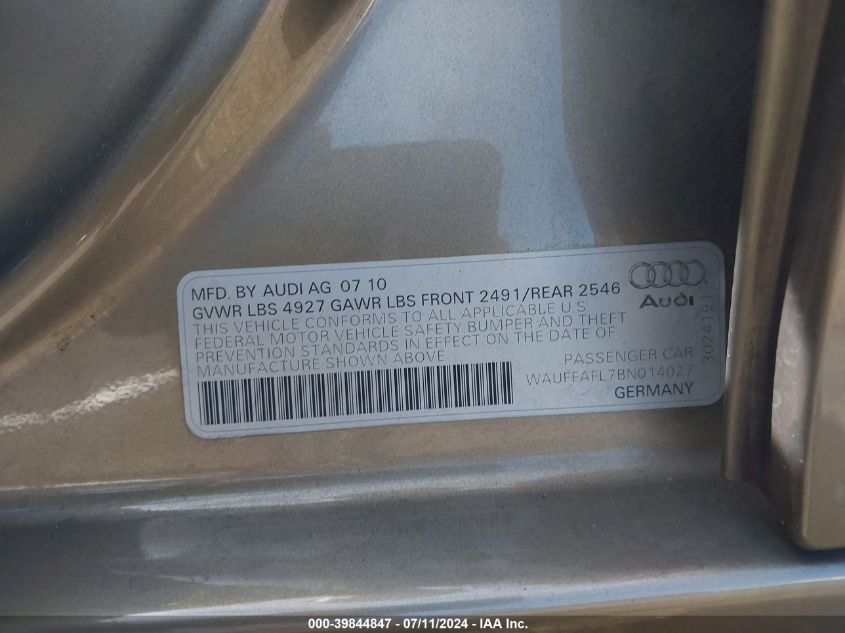 MFD. BY AUDI AG 07 10
GVWR LBS 4927 GAWR LBS FRONT 2491/REAR 2546
THIS VEHICLE CONFORMS TO ALL APPLICABLE U S
FEDERAL MOTOR VEHICLE SAFETY BUMPER AND THEFT
PREVENTION STANDARDS IN EFFECT ON THE DATE OF
MANUFACTURE SHOWN ABOVE
PASSENGER CAR
WAUFFAFL7BN014027
GERMANY
Audi
3024191
000-39844847 - 07/11/2024 - IAA Inc.